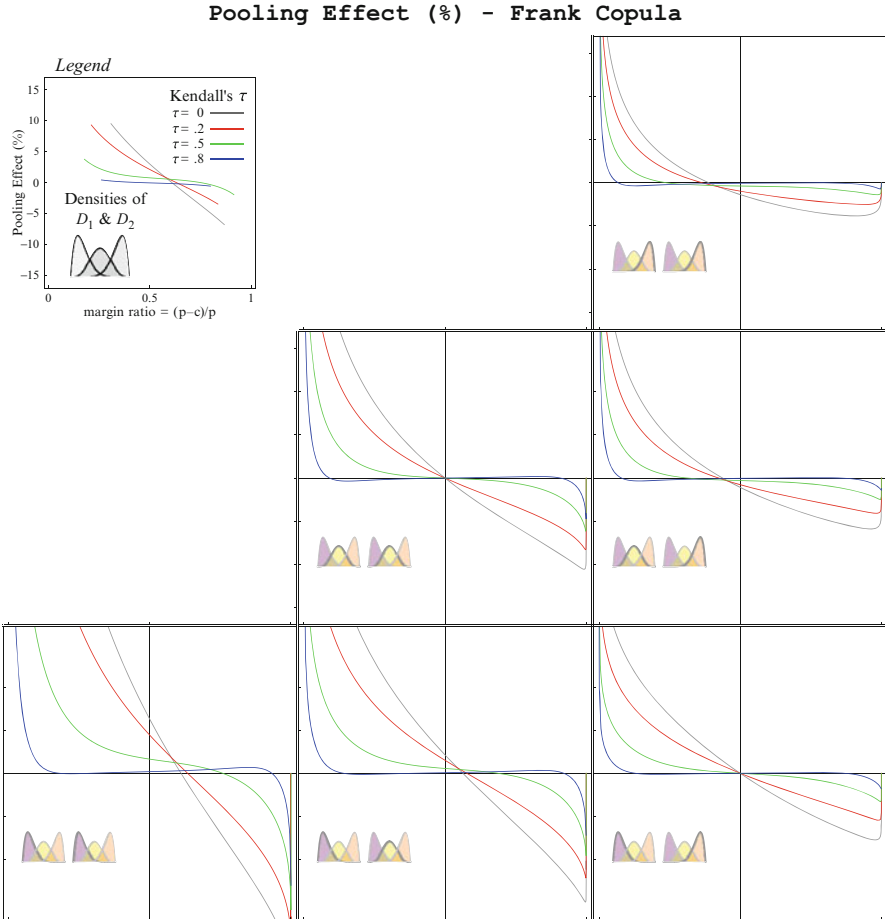 Pooling Effect (%) - Frank Copula
Legend
Kendall's τ
τ = 0
τ = .2
τ = .5
τ = .8
Pooling Effect (%)
15
10
5
0
−5
−10
−15
Densities of
D1 & D2
0
0.5
1
margin ratio = (p–c)/p